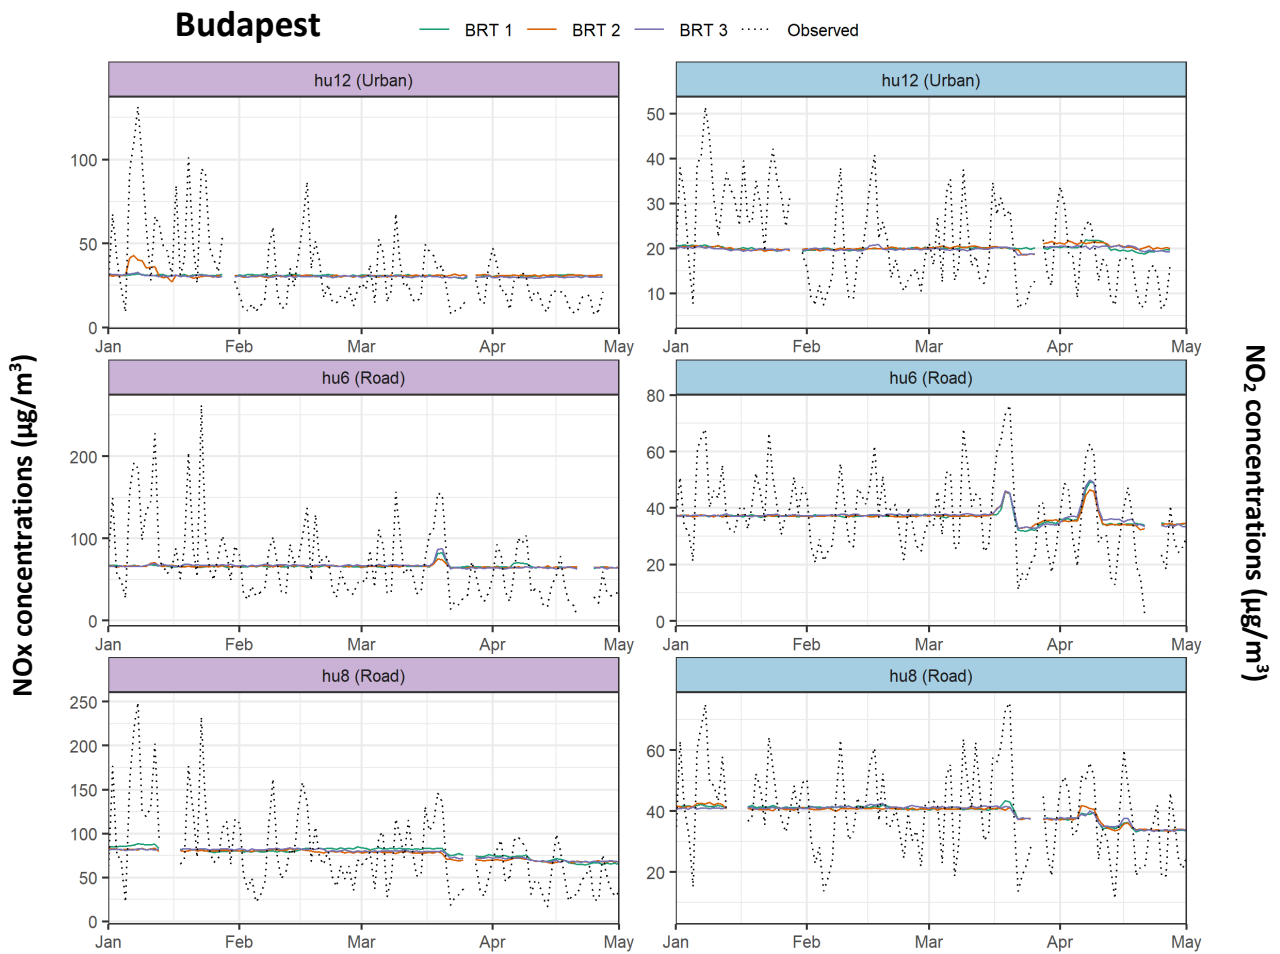 Budapest
BRT 1 BRT 2 BRT 3 Observed
NOx concentrations (µg/m³)
hu12 (Urban)
100
50
0
Jan Feb Mar Apr May
hu12 (Urban)
50
40
30
20
10
Jan Feb Mar Apr May
hu6 (Road)
200
100
0
Jan Feb Mar Apr May
hu6 (Road)
80
60
40
20
0
Jan Feb Mar Apr May
hu8 (Road)
250
200
150
100
50
0
Jan Feb Mar Apr May
hu8 (Road)
60
40
20
Jan Feb Mar Apr May
NO₂ concentrations (µg/m³)